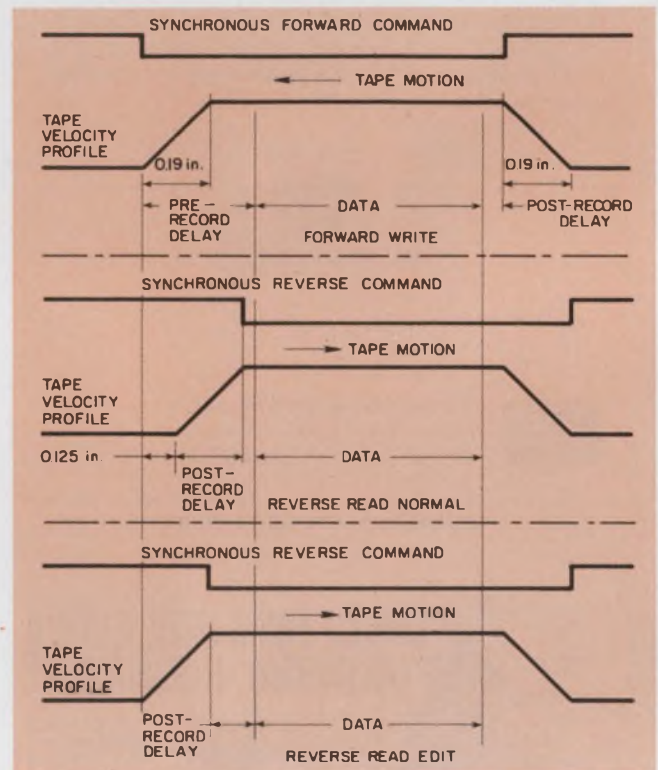 SYNCHRONOUS FORWARD COMMAND
TAPE MOTION
TAPE
VELOCITY
PROFILE
0.19 in.
0.19 in.
PRE-
RECORD
DELAY
DATA
POST-RECORD
DELAY
FORWARD WRITE
SYNCHRONOUS REVERSE COMMAND
TAPE MOTION
TAPE
VELOCITY
PROFILE
0.125 in.
POST-
RECORD
DELAY
DATA
REVERSE READ NORMAL
SYNCHRONOUS REVERSE COMMAND
TAPE MOTION
TAPE
VELOCITY
PROFILE
POST-
RECORD
DELAY
DATA
REVERSE READ EDIT